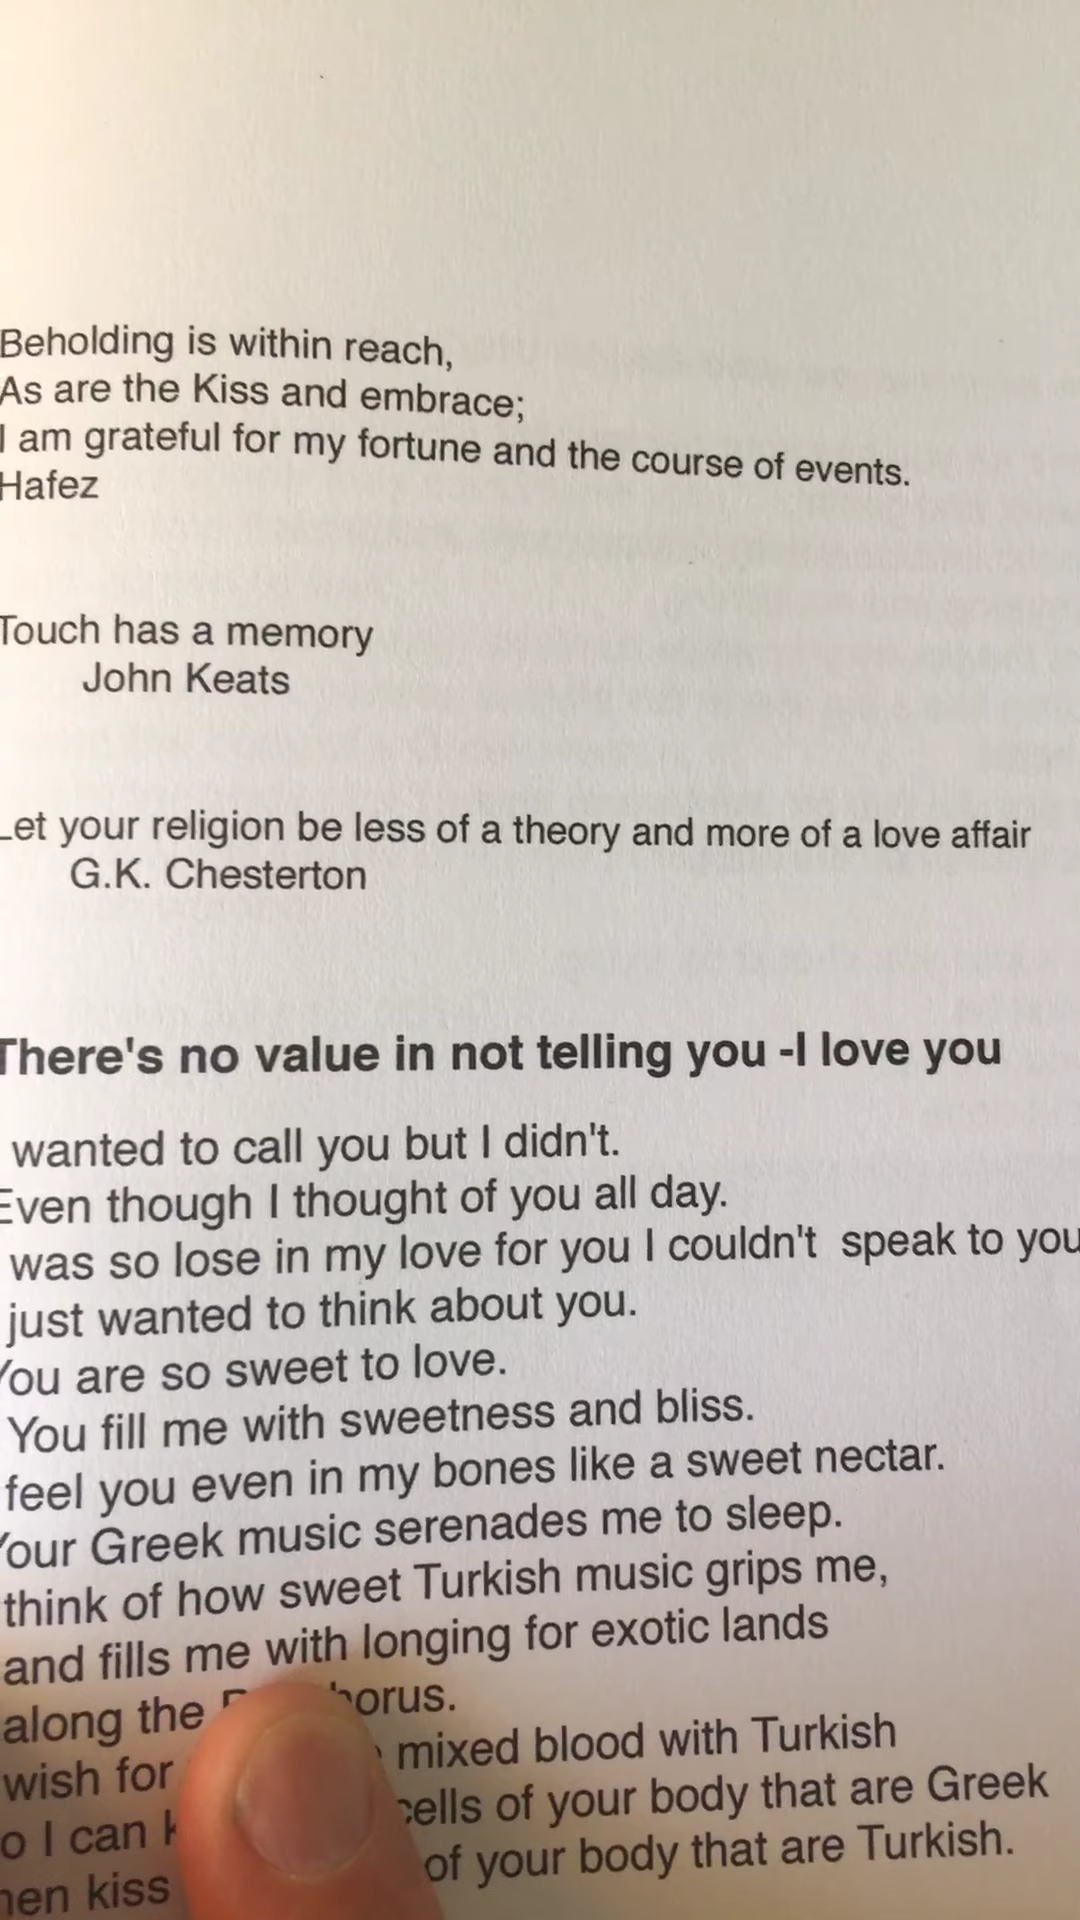 Beholding is within reach,
As are the Kiss and embrace;
I am grateful for my fortune and the course of events.
Hafez
Touch has a memory
John Keats
Let your religion be less of a theory and more of a love affair
G.K. Chesterton
There's no value in not telling you -I love you
wanted to call you but I didn't.
Even though I thought of you all day.
was so lose in my love for you I couldn't speak to you
just wanted to think about you.
You are so sweet to love.
You fill me with sweetness and bliss.
feel you even in my bones like a sweet nectar.
Your Greek music serenades me to sleep.
think of how sweet Turkish music grips me,
and fills me with longing for exotic lands
along the
wish for mixed blood with Turkish
I can cells of your body that are Greek
kiss of your body that are Turkish.